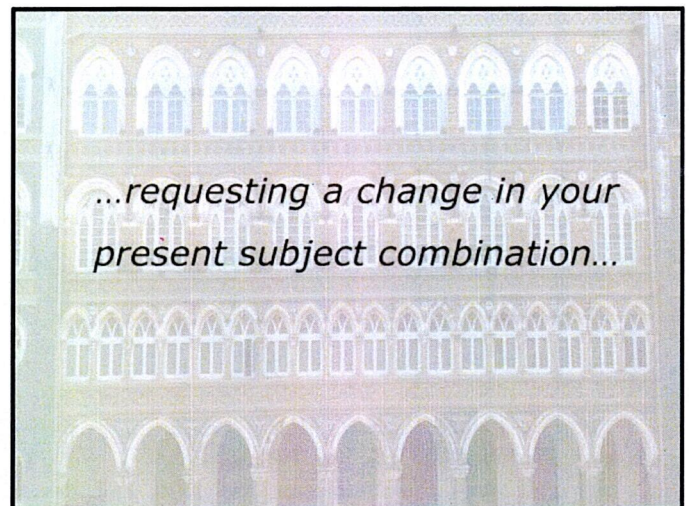 ...requesting a change in your
present subject combination...